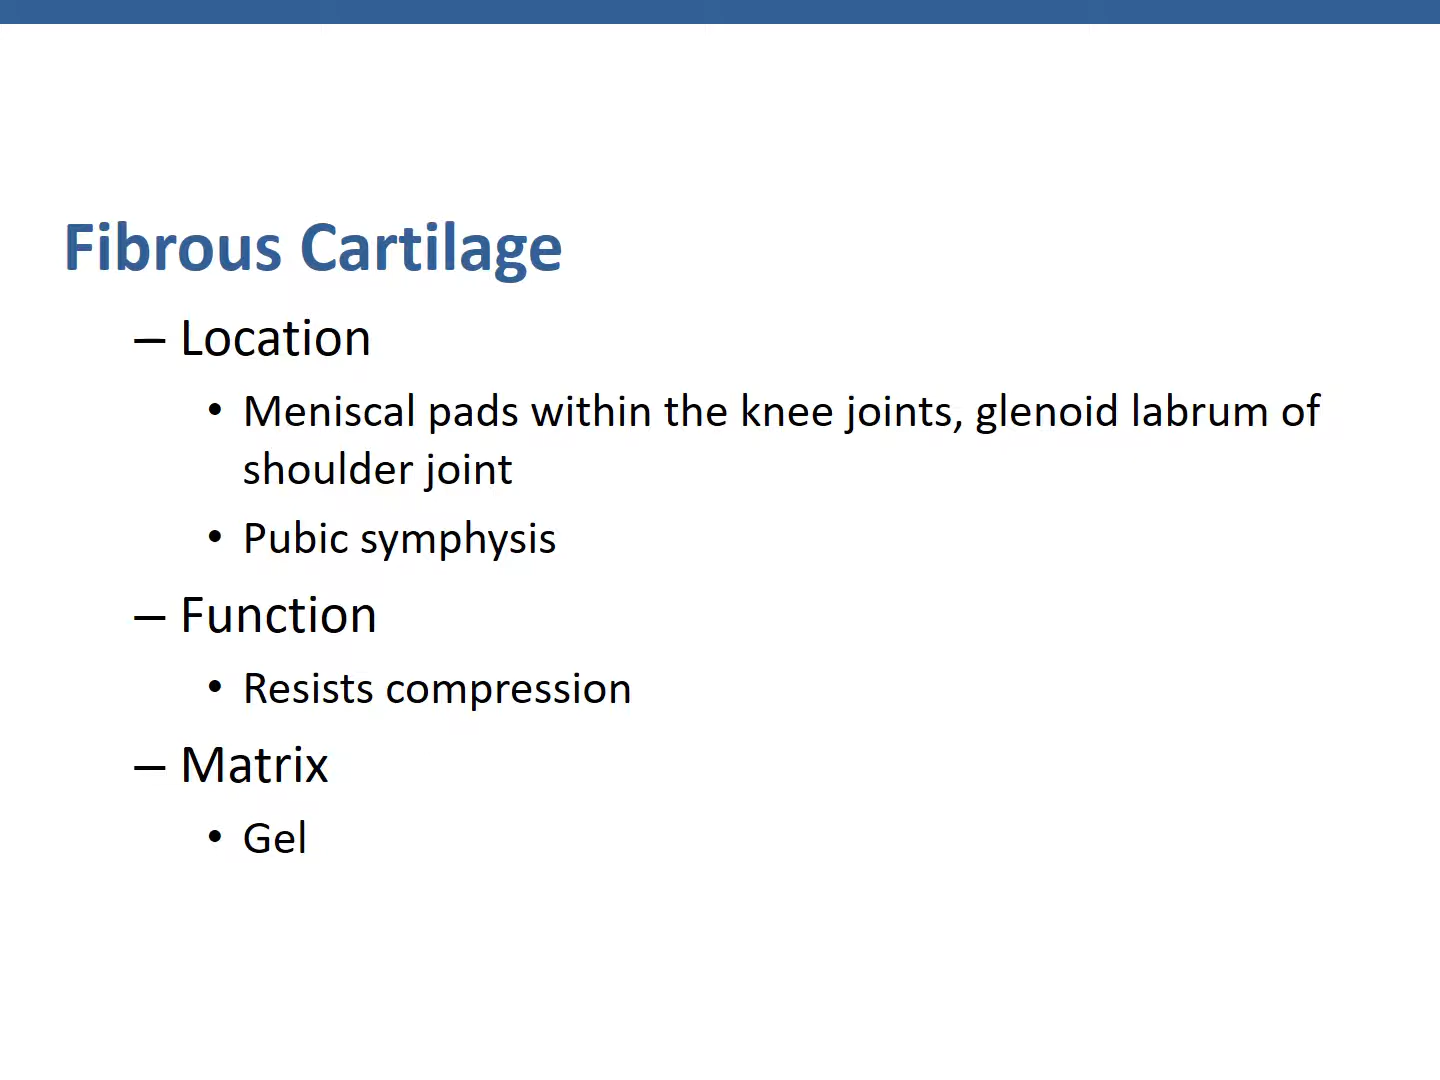 Fibrous Cartilage
– Location
• Meniscal pads within the knee joints, glenoid labrum of
shoulder joint
• Pubic symphysis
– Function
• Resists compression
– Matrix
• Gel